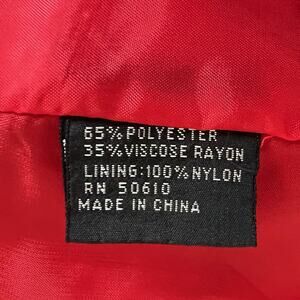 65% POLYESTER
35% VISCOSE RAYON
LINING:100% NYLON
RN 50610
MADE IN CHINA